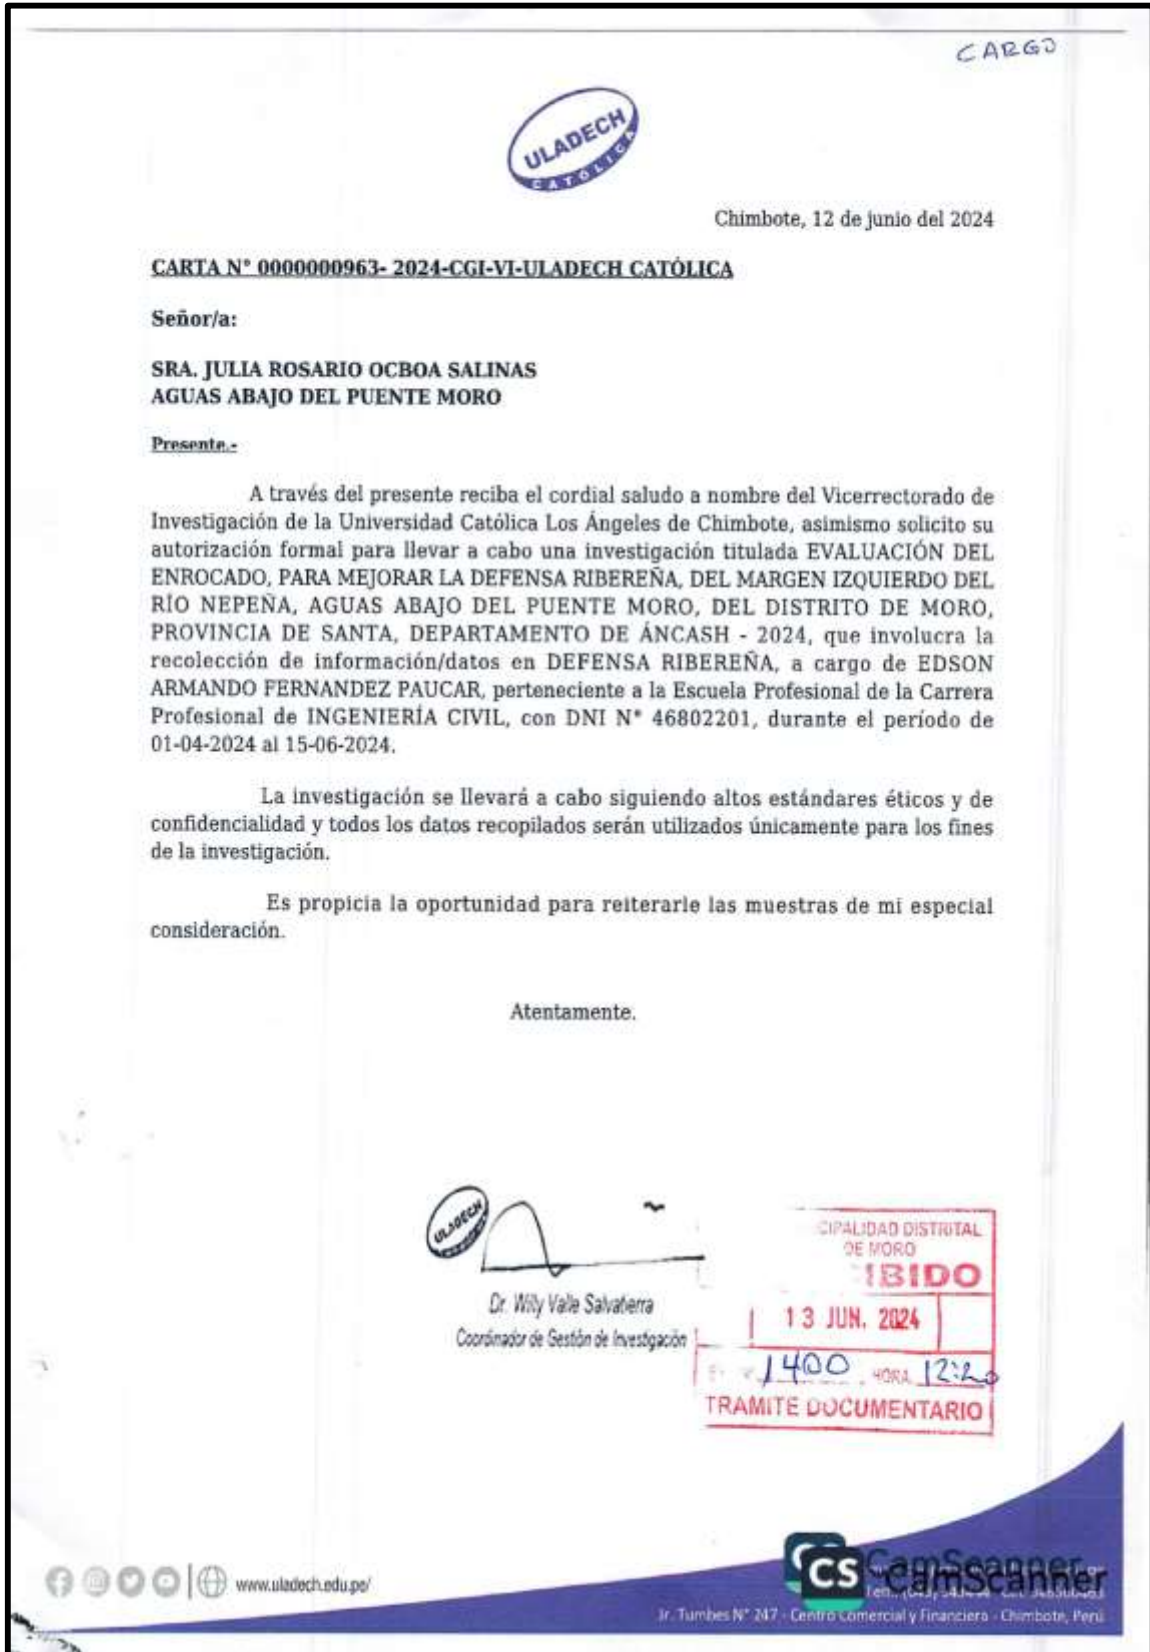 CARGO
ULADECH
CATÓLICA
Chimbote, 12 de junio del 2024
CARTA N° 0000000963- 2024-CGI-VI-ULADECH CATÓLICA
Señor/a:
SRA. JULIA ROSARIO OCBOA SALINAS
AGUAS ABAJO DEL PUENTE MORO
Presente.-
A través del presente reciba el cordial saludo a nombre del Vicerrectorado de
Investigación de la Universidad Católica Los Ángeles de Chimbote, asimismo solicito su
autorización formal para llevar a cabo una investigación titulada EVALUACIÓN DEL
ENROCADO, PARA MEJORAR LA DEFENSA RIBEREÑA, DEL MARGEN IZQUIERDO DEL
RÍO NEPEÑA, AGUAS ABAJO DEL PUENTE MORO, DEL DISTRITO DE MORO,
PROVINCIA DE SANTA, DEPARTAMENTO DE ÁNCASH - 2024, que involucra la
recolección de información/datos en DEFENSA RIBEREÑA, a cargo de EDSON
ARMANDO FERNANDEZ PAUCAR, perteneciente a la Escuela Profesional de la Carrera
Profesional de INGENIERÍA CIVIL, con DNI N° 46802201, durante el período de
01-04-2024 al 15-06-2024.
La investigación se llevará a cabo siguiendo altos estándares éticos y de
confidencialidad y todos los datos recopilados serán utilizados únicamente para los fines
de la investigación.
Es propicia la oportunidad para reiterarle las muestras de mi especial
consideración.
Atentamente.
ULADECH
Dr. Willy Valle Salvatierra
Coordinador de Gestión de Investigación
CIPALIDAD DISTRITAL
DE MORO
IBIDO
13 JUN. 2024
1400 HORA 12:20
TRAMITE DOCUMENTARIO
www.uladech.edu.pe/
CS CamScanner
Jr. Tumbes N° 247 - Centro Comercial y Financiero - Chimbote, Perú